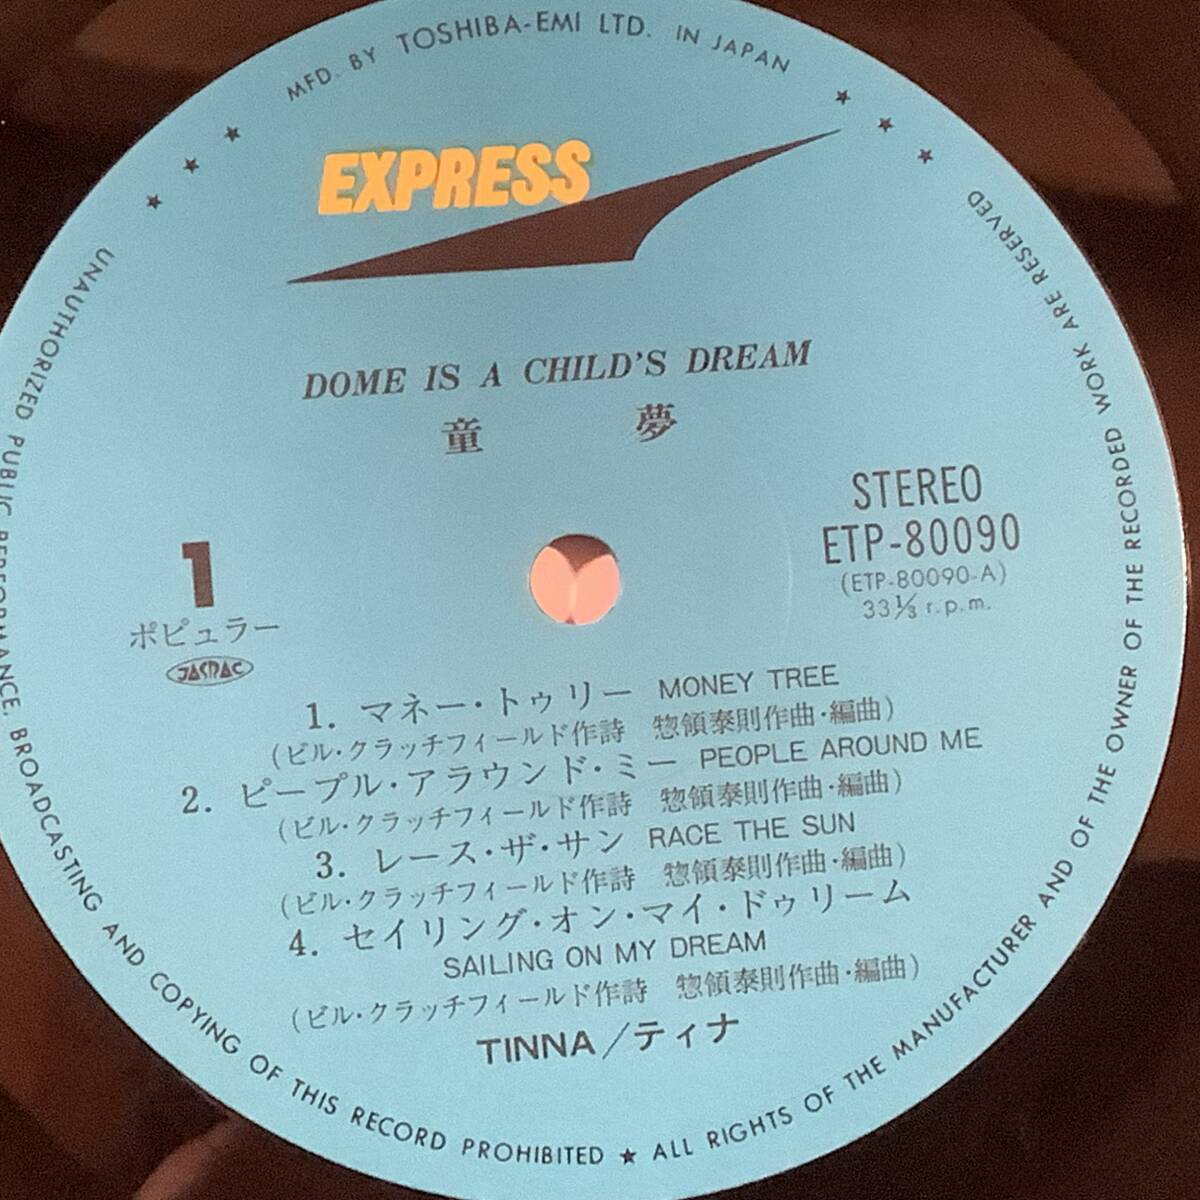 MFD. BY TOSHIBA-EMI LTD. IN JAPAN
EXPRESS
DOME IS A CHILD'S DREAM
童 夢
STEREO
ETP-80090
(ETP-80090-A)
33⅓ r.p.m.
1
ポピュラー
JASRAC
1. マネー・トゥリー MONEY TREE
(ビル・クラッチフィールド作詩 惣領泰則作曲・編曲)
2. ピープル・アラウンド・ミー PEOPLE AROUND ME
(ビル・クラッチフィールド作詩 惣領泰則作曲・編曲)
3. レース・ザ・サン RACE THE SUN
(ビル・クラッチフィールド作詩 惣領泰則作曲・編曲)
4. セイリング・オン・マイ・ドゥリーム
SAILING ON MY DREAM
(ビル・クラッチフィールド作詩 惣領泰則作曲・編曲)
TINNA/ティナ
UNAUTHORIZED PUBLIC PERFORMANCE, BROADCASTING AND COPYING OF THIS RECORD PROHIBITED ★ ALL RIGHTS OF THE MANUFACTURER AND OF THE OWNER OF THE RECORDED WORK ARE RESERVED